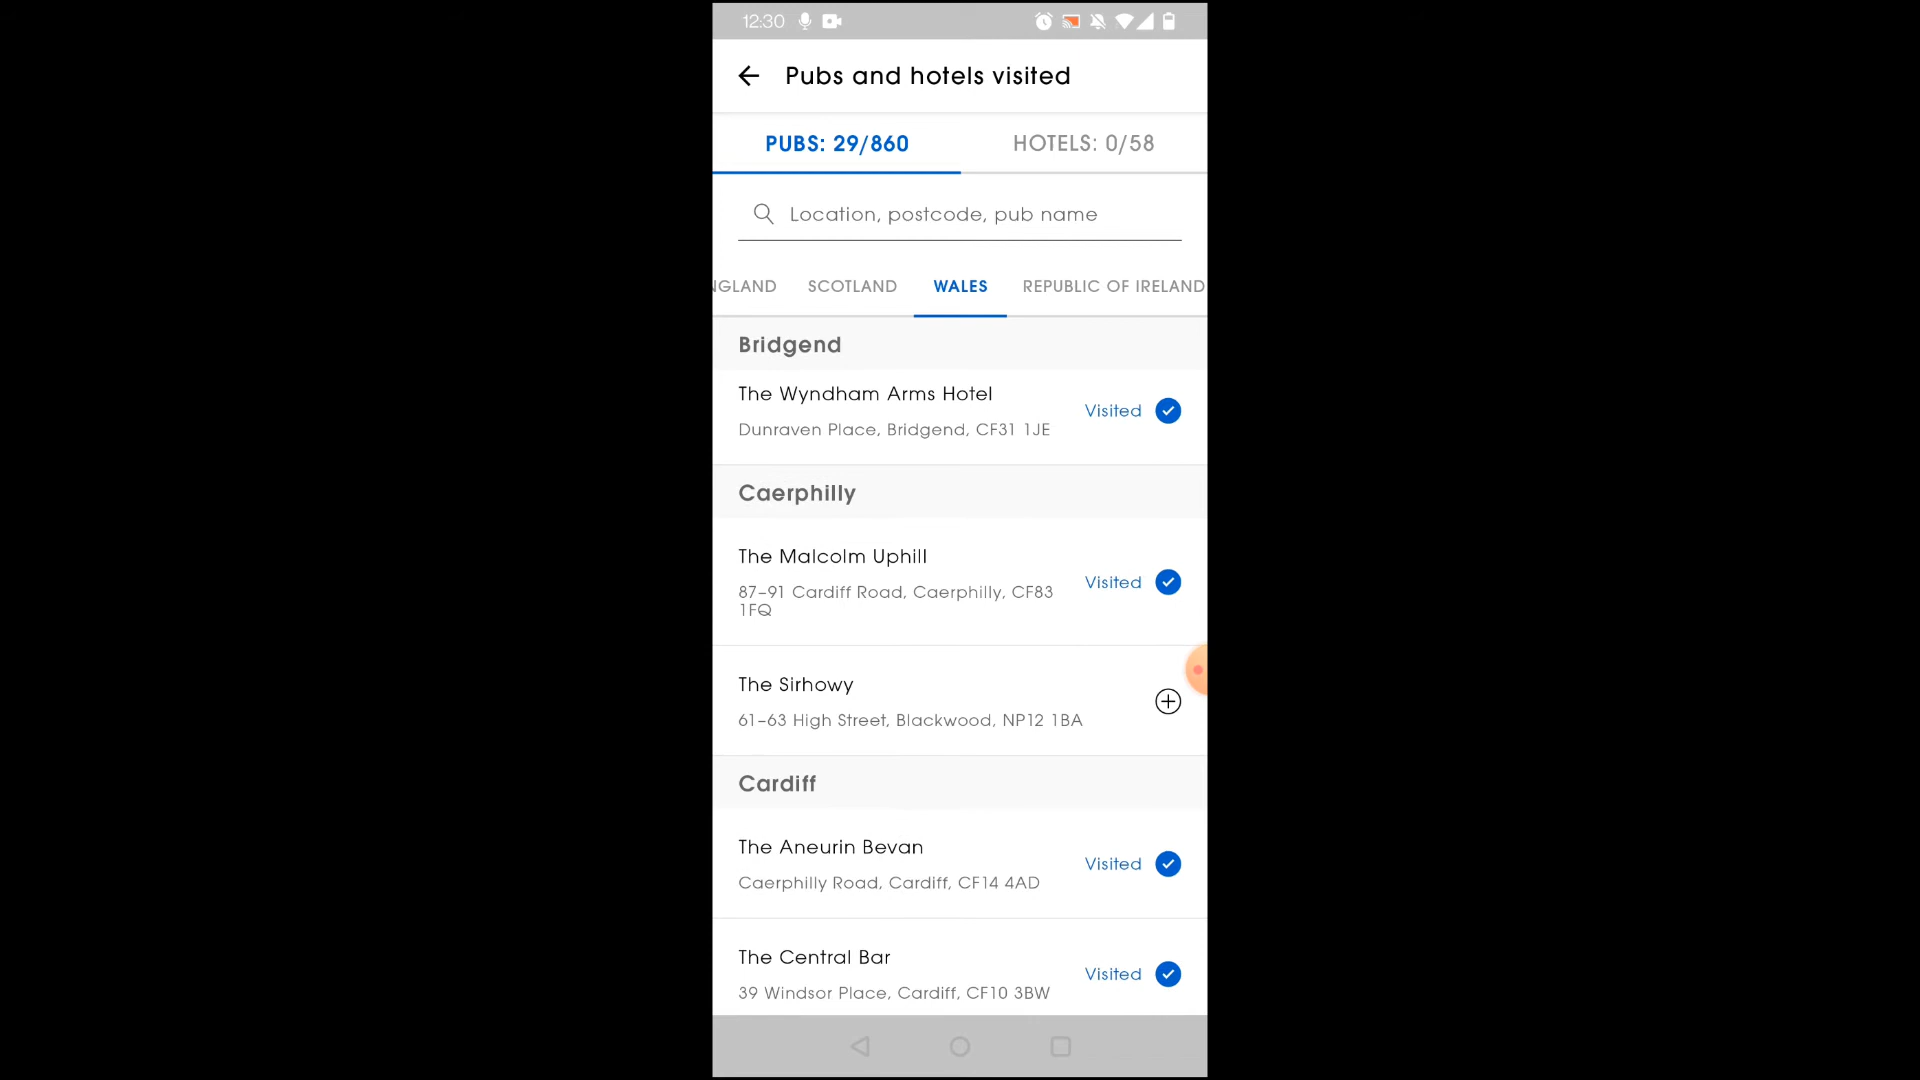 12:30
Pubs and hotels visited
PUBS: 29/860
HOTELS: 0/58
Location, postcode, pub name
NGLAND
SCOTLAND
WALES
REPUBLIC OF IRELAND
Bridgend
The Wyndham Arms Hotel
Dunraven Place, Bridgend, CF31 1JE
Visited
Caerphilly
The Malcolm Uphill
87–91 Cardiff Road, Caerphilly, CF83
1FQ
Visited
The Sirhowy
61–63 High Street, Blackwood, NP12 1BA
Cardiff
The Aneurin Bevan
Caerphilly Road, Cardiff, CF14 4AD
Visited
The Central Bar
39 Windsor Place, Cardiff, CF10 3BW
Visited